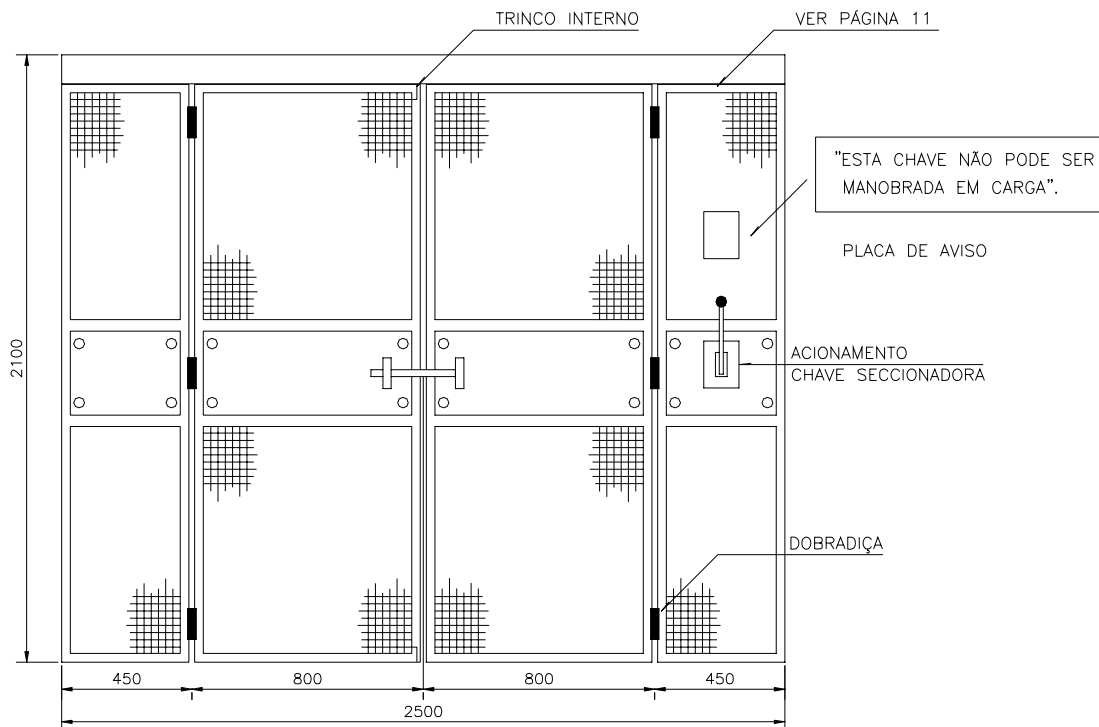 TRINCO INTERNO
VER PÁGINA 11
"ESTA CHAVE NÃO PODE SER
MANOBRADA EM CARGA".
PLACA DE AVISO
2100
ACIONAMENTO
CHAVE SECCIONADORA
DOBRADIÇA
450
800
800
450
2500